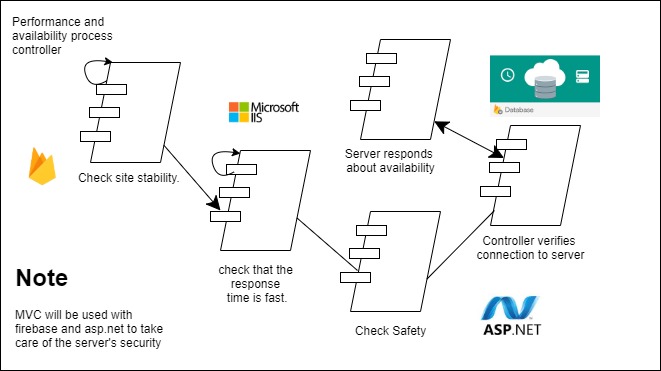 Performance and
availability process
controller
Microsoft
IIS
Database
Server responds
about availability
Check site stability.
Controller verifies
connection to server
check that the
response
time is fast.
Note
MVC will be used with
firebase and asp.net to take
care of the server's security
Check Safety
ASP.NET